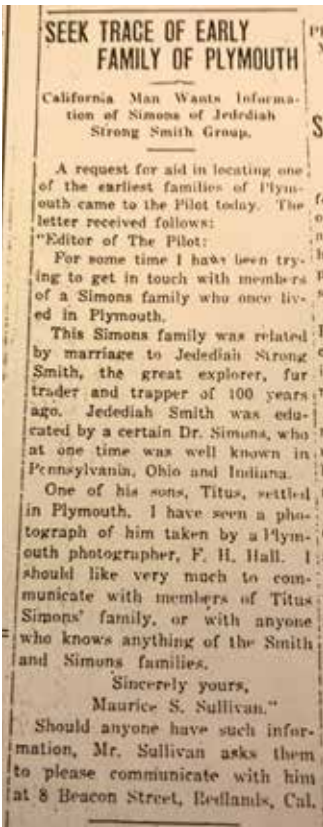 SEEK TRACE OF EARLY
FAMILY OF PLYMOUTH
California Man Wants Informa-
tion of Simons of Jedediah
Strong Smith Group.
A request for aid in locating one
of the earliest families of Plym-
outh came to the Pilot today. The
letter received follows:
"Editor of The Pilot:
For some time I have been try-
ing to get in touch with members
of a Simons family who once liv-
ed in Plymouth.
This Simons family was related
by marriage to Jedediah Strong
Smith, the great explorer, fur
trader and trapper of 100 years
ago. Jedediah Smith was edu-
cated by a certain Dr. Simons, who
at one time was well known in
Pennsylvania, Ohio and Indiana.
One of his sons, Titus, settled
in Plymouth. I have seen a pho-
tograph of him taken by a Plym-
outh photographer, F. H. Hall. I
should like very much to com-
municate with members of Titus
Simons' family, or with anyone
who knows anything of the Smith
and Simons families.
Sincerely yours,
Maurice S. Sullivan."
Should anyone have such infor-
mation, Mr. Sullivan asks them
to please communicate with him
at 8 Beacon Street, Redlands, Cal.